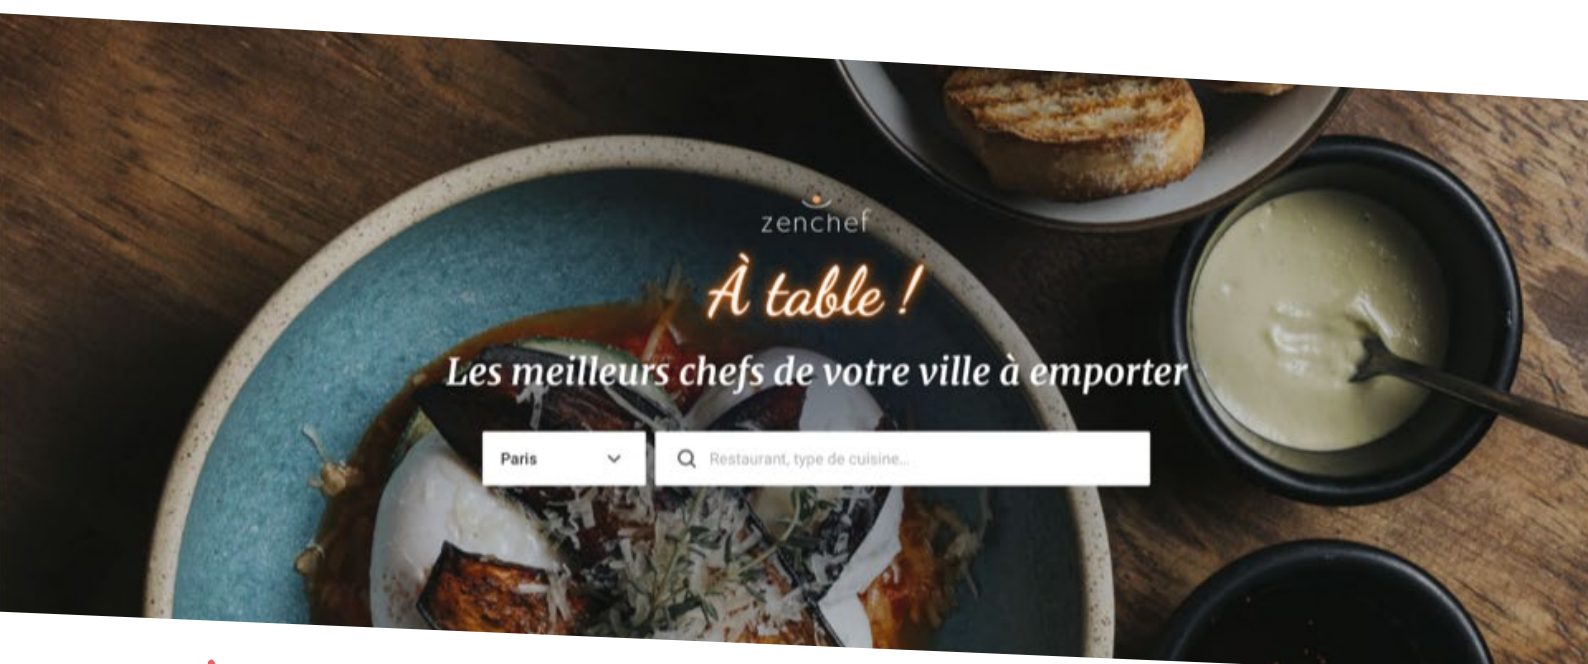 zenchef
À table !
Les meilleurs chefs de votre ville à emporter
Paris
Restaurant, type de cuisine...